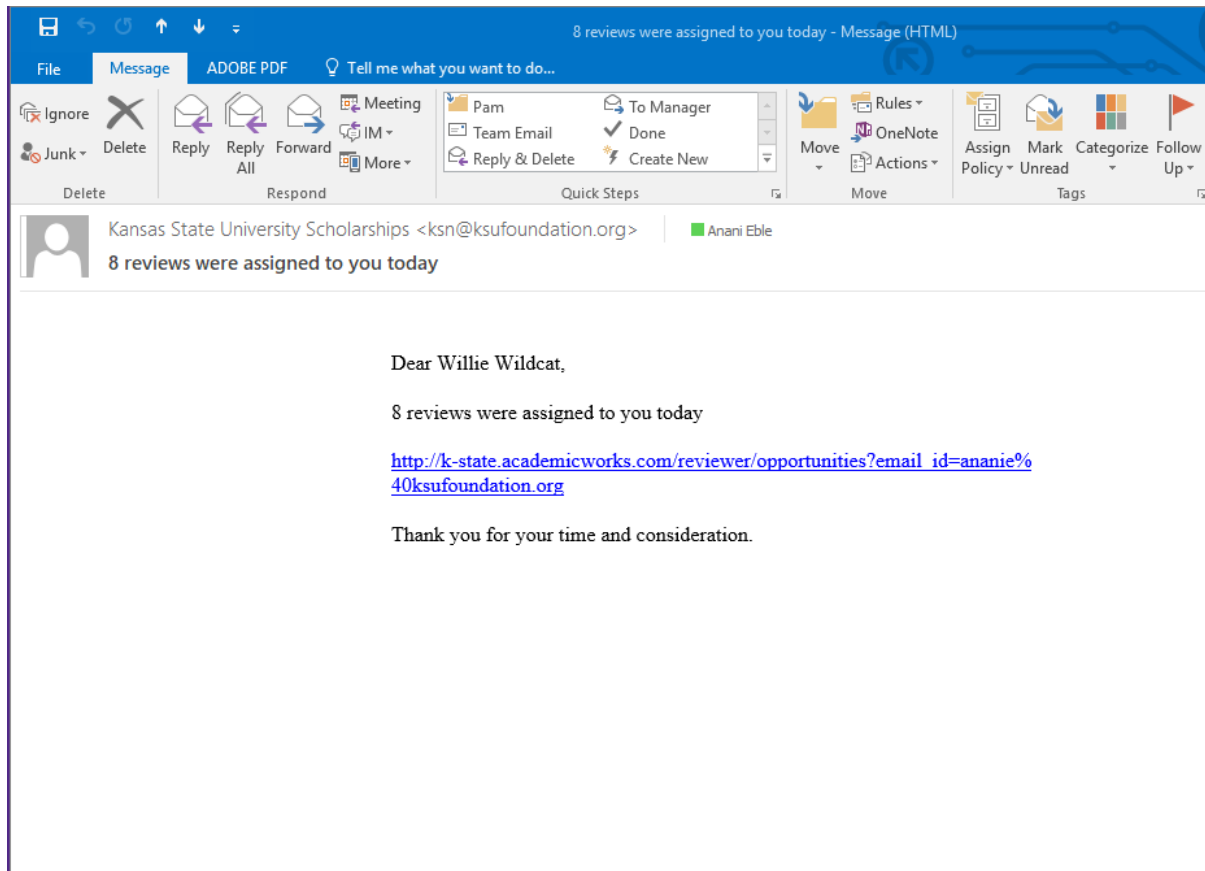 8 reviews were assigned to you today - Message (HTML)
File Message ADOBE PDF Tell me what you want to do...
Ignore
Junk
Delete
Reply
Reply All
Forward
Meeting
IM
More
Pam
Team Email
Reply & Delete
To Manager
Done
Create New
Move
Rules
OneNote
Actions
Assign Policy
Mark Unread
Categorize
Follow Up
Delete Respond Quick Steps Move Tags
Kansas State University Scholarships <ksn@ksufoundation.org> Anani Eble
8 reviews were assigned to you today
Dear Willie Wildcat,
8 reviews were assigned to you today
http://k-state.academicworks.com/reviewer/opportunities?email_id=ananie%
40ksufoundation.org
Thank you for your time and consideration.